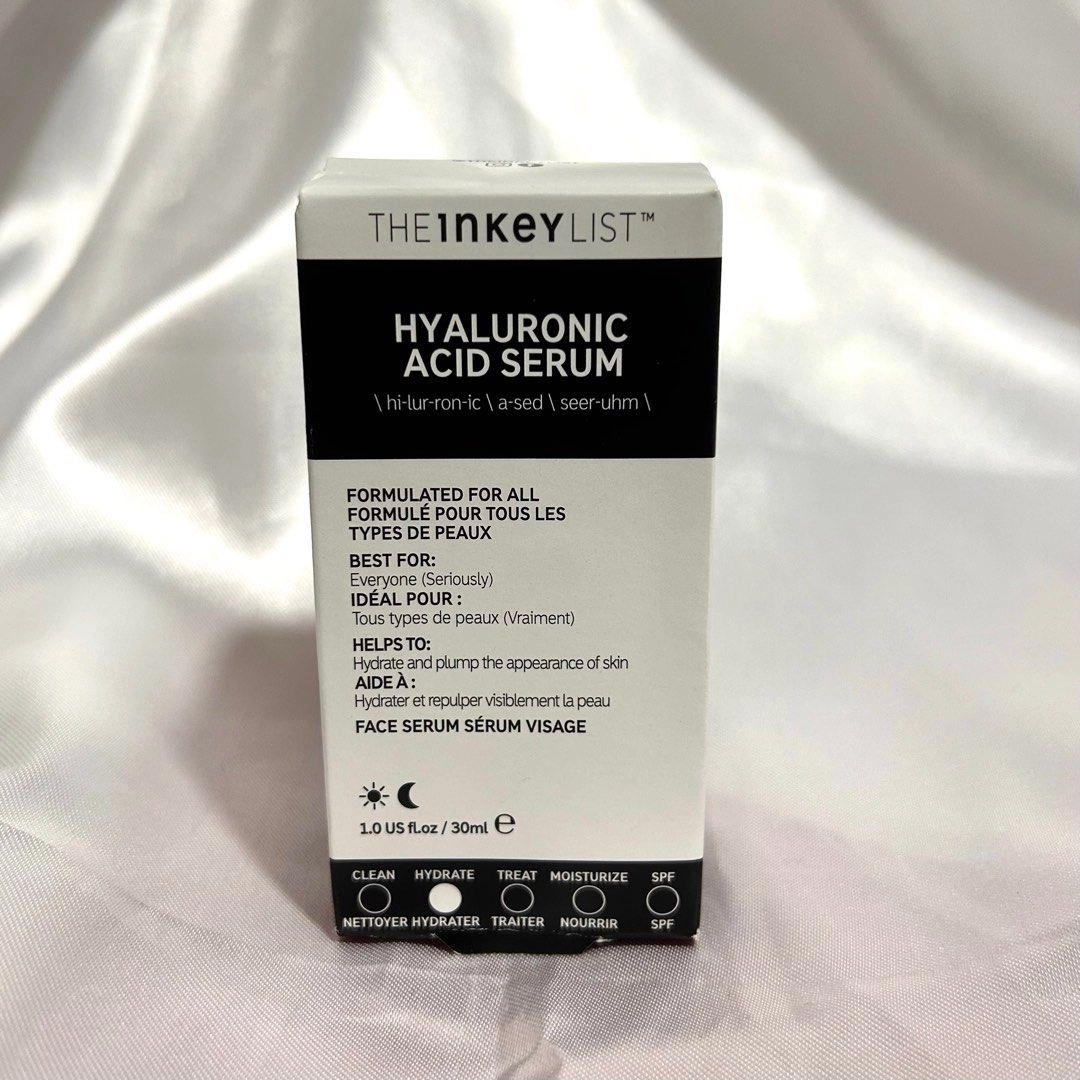 THE INKEY LIST™
HYALURONIC
ACID SERUM
\ hi-lur-ron-ic \ a-sed \ seer-uhm \
FORMULATED FOR ALL
FORMULÉ POUR TOUS LES
TYPES DE PEAUX
BEST FOR:
Everyone (Seriously)
IDÉAL POUR :
Tous types de peaux (Vraiment)
HELPS TO:
Hydrate and plump the appearance of skin
AIDE À :
Hydrater et repulper visiblement la peau
FACE SERUM SÉRUM VISAGE
1.0 US fl.oz / 30ml ℮
CLEAN HYDRATE TREAT MOISTURIZE SPF
NETTOYER HYDRATER TRAITER NOURRIR SPF